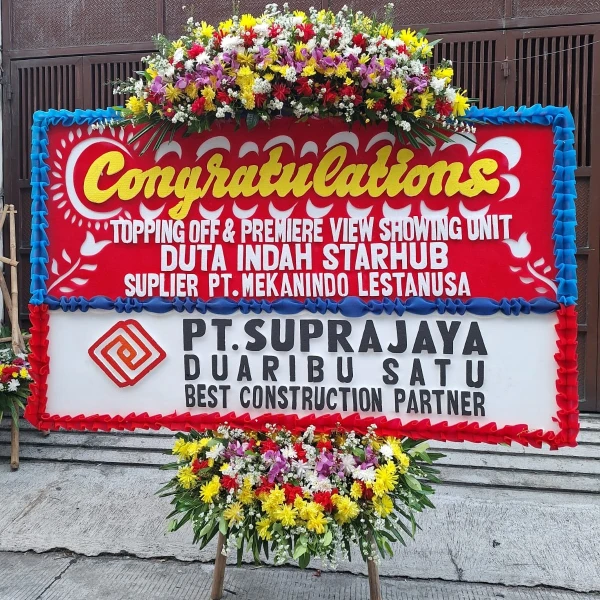 Congratulations
TOPPING OFF & PREMIERE VIEW SHOWING UNIT
DUTA INDAH STARHUB
SUPLIER PT. MEKANINDO LESTANUSA
PT. SUPRAJAYA
DUARIBU SATU
BEST CONSTRUCTION PARTNER